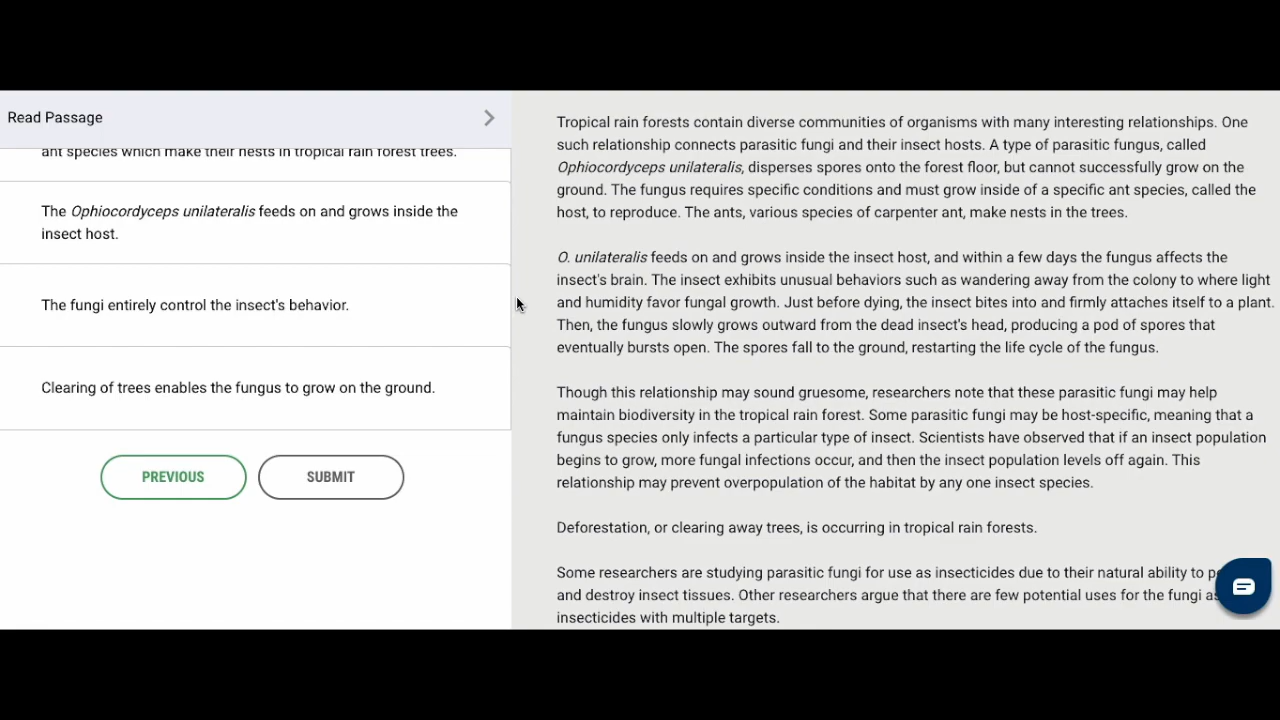 Read Passage
ant species which make their nests in tropical rain forest trees.
The Ophiocordyceps unilateralis feeds on and grows inside the
insect host.
The fungi entirely control the insect's behavior.
Clearing of trees enables the fungus to grow on the ground.
PREVIOUS
SUBMIT
Tropical rain forests contain diverse communities of organisms with many interesting relationships. One
such relationship connects parasitic fungi and their insect hosts. A type of parasitic fungus, called
Ophiocordyceps unilateralis, disperses spores onto the forest floor, but cannot successfully grow on the
ground. The fungus requires specific conditions and must grow inside of a specific ant species, called the
host, to reproduce. The ants, various species of carpenter ant, make nests in the trees.
O. unilateralis feeds on and grows inside the insect host, and within a few days the fungus affects the
insect's brain. The insect exhibits unusual behaviors such as wandering away from the colony to where light
and humidity favor fungal growth. Just before dying, the insect bites into and firmly attaches itself to a plant.
Then, the fungus slowly grows outward from the dead insect's head, producing a pod of spores that
eventually bursts open. The spores fall to the ground, restarting the life cycle of the fungus.
Though this relationship may sound gruesome, researchers note that these parasitic fungi may help
maintain biodiversity in the tropical rain forest. Some parasitic fungi may be host-specific, meaning that a
fungus species only infects a particular type of insect. Scientists have observed that if an insect population
begins to grow, more fungal infections occur, and then the insect population levels off again. This
relationship may prevent overpopulation of the habitat by any one insect species.
Deforestation, or clearing away trees, is occurring in tropical rain forests.
Some researchers are studying parasitic fungi for use as insecticides due to their natural ability to
and destroy insect tissues. Other researchers argue that there are few potential uses for the fungi as
insecticides with multiple targets.